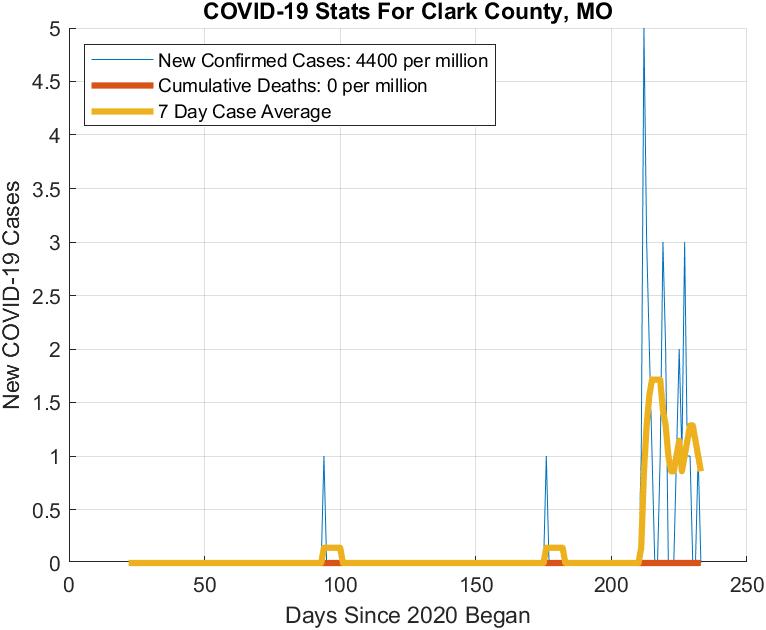 COVID-19 Stats For Clark County, MO
New Confirmed Cases: 4400 per million
Cumulative Deaths: 0 per million
7 Day Case Average
New COVID-19 Cases
5
4.5
4
3.5
3
2.5
2
1.5
1
0.5
0
0 50 100 150 200 250
Days Since 2020 Began